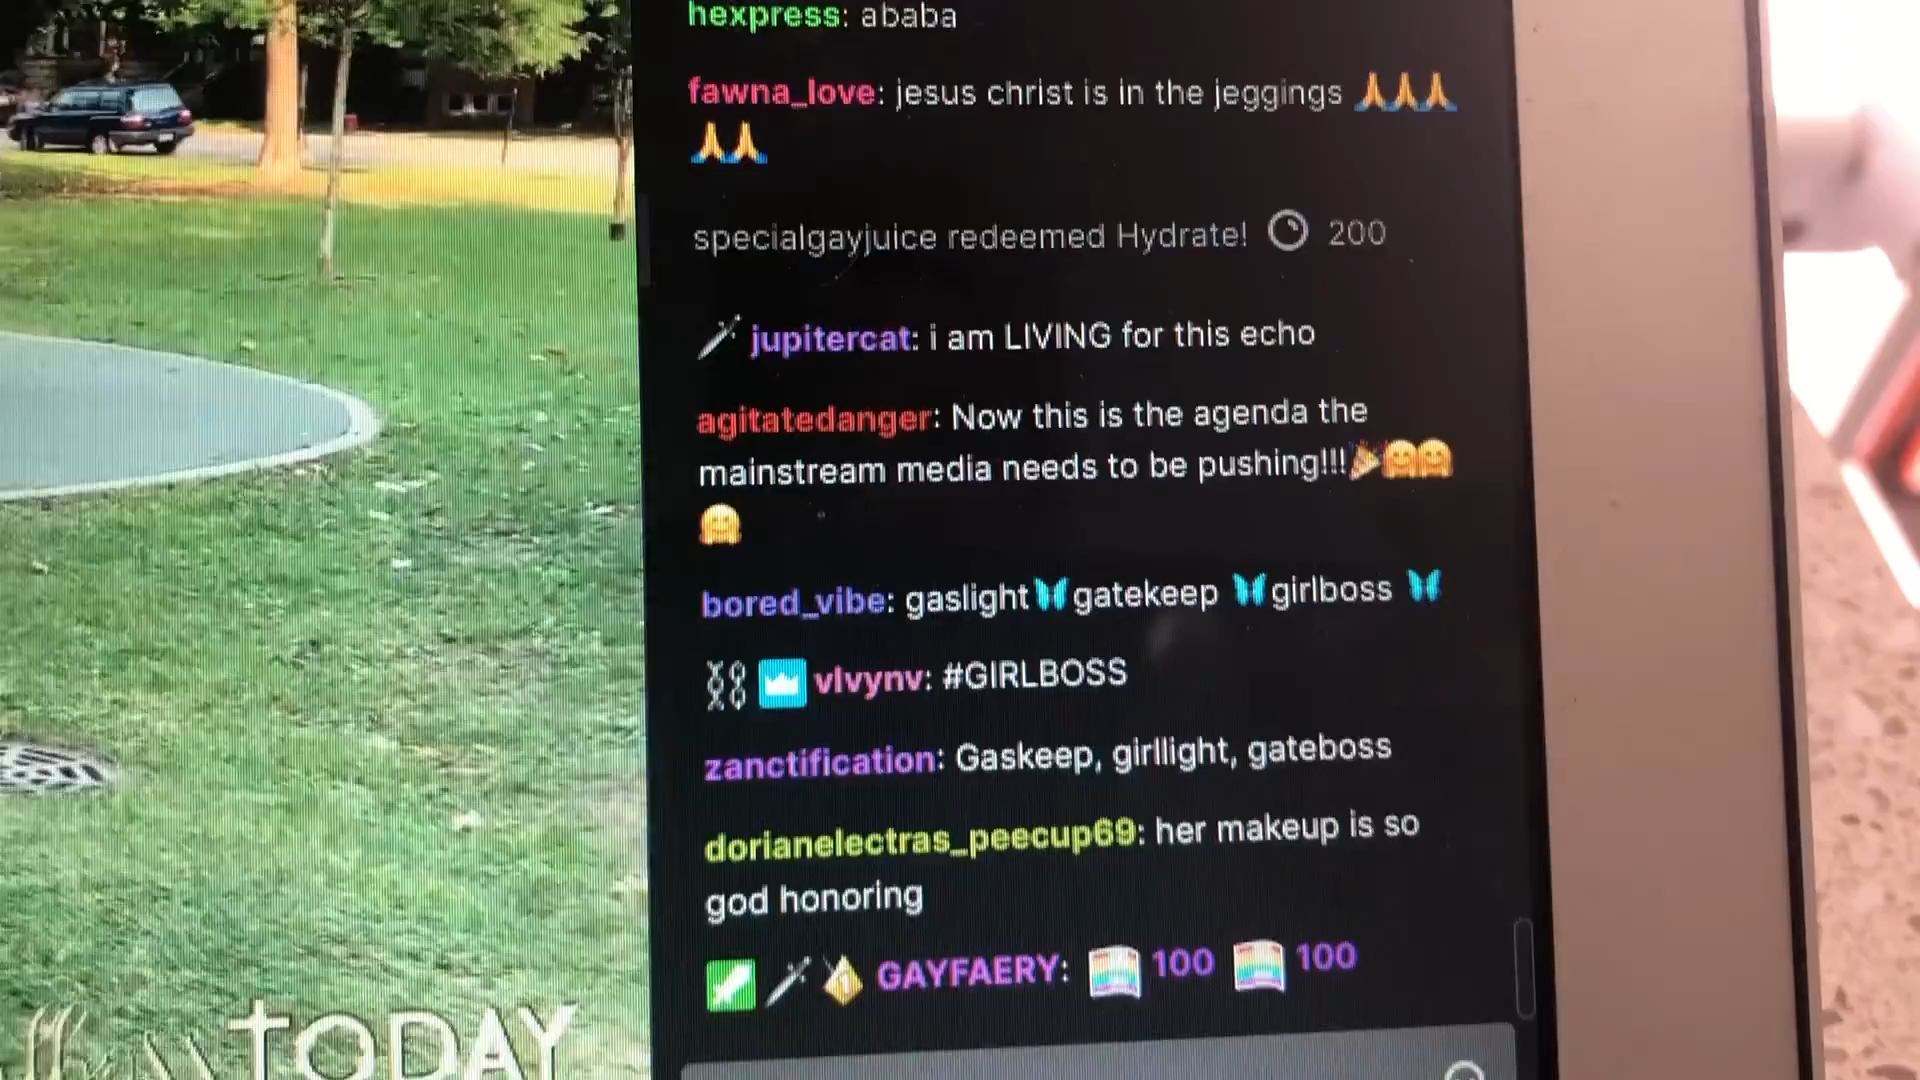 hexpress: ababa
fawna_love: jesus christ is in the jeggings 🙏🙏🙏
🙏🙏
specialgayjuice redeemed Hydrate! 200
jupitercat: i am LIVING for this echo
agitatedanger: Now this is the agenda the
mainstream media needs to be pushing!!!🎉🤗🤗
🤗
bored_vibe: gaslight🦋gatekeep 🦋girlboss 🦋
vlvynv: #GIRLBOSS
zanctification: Gaskeep, girllight, gateboss
dorianelectras_peecup69: her makeup is so
god honoring
1 GAYFAERY: 100 100
TODAY